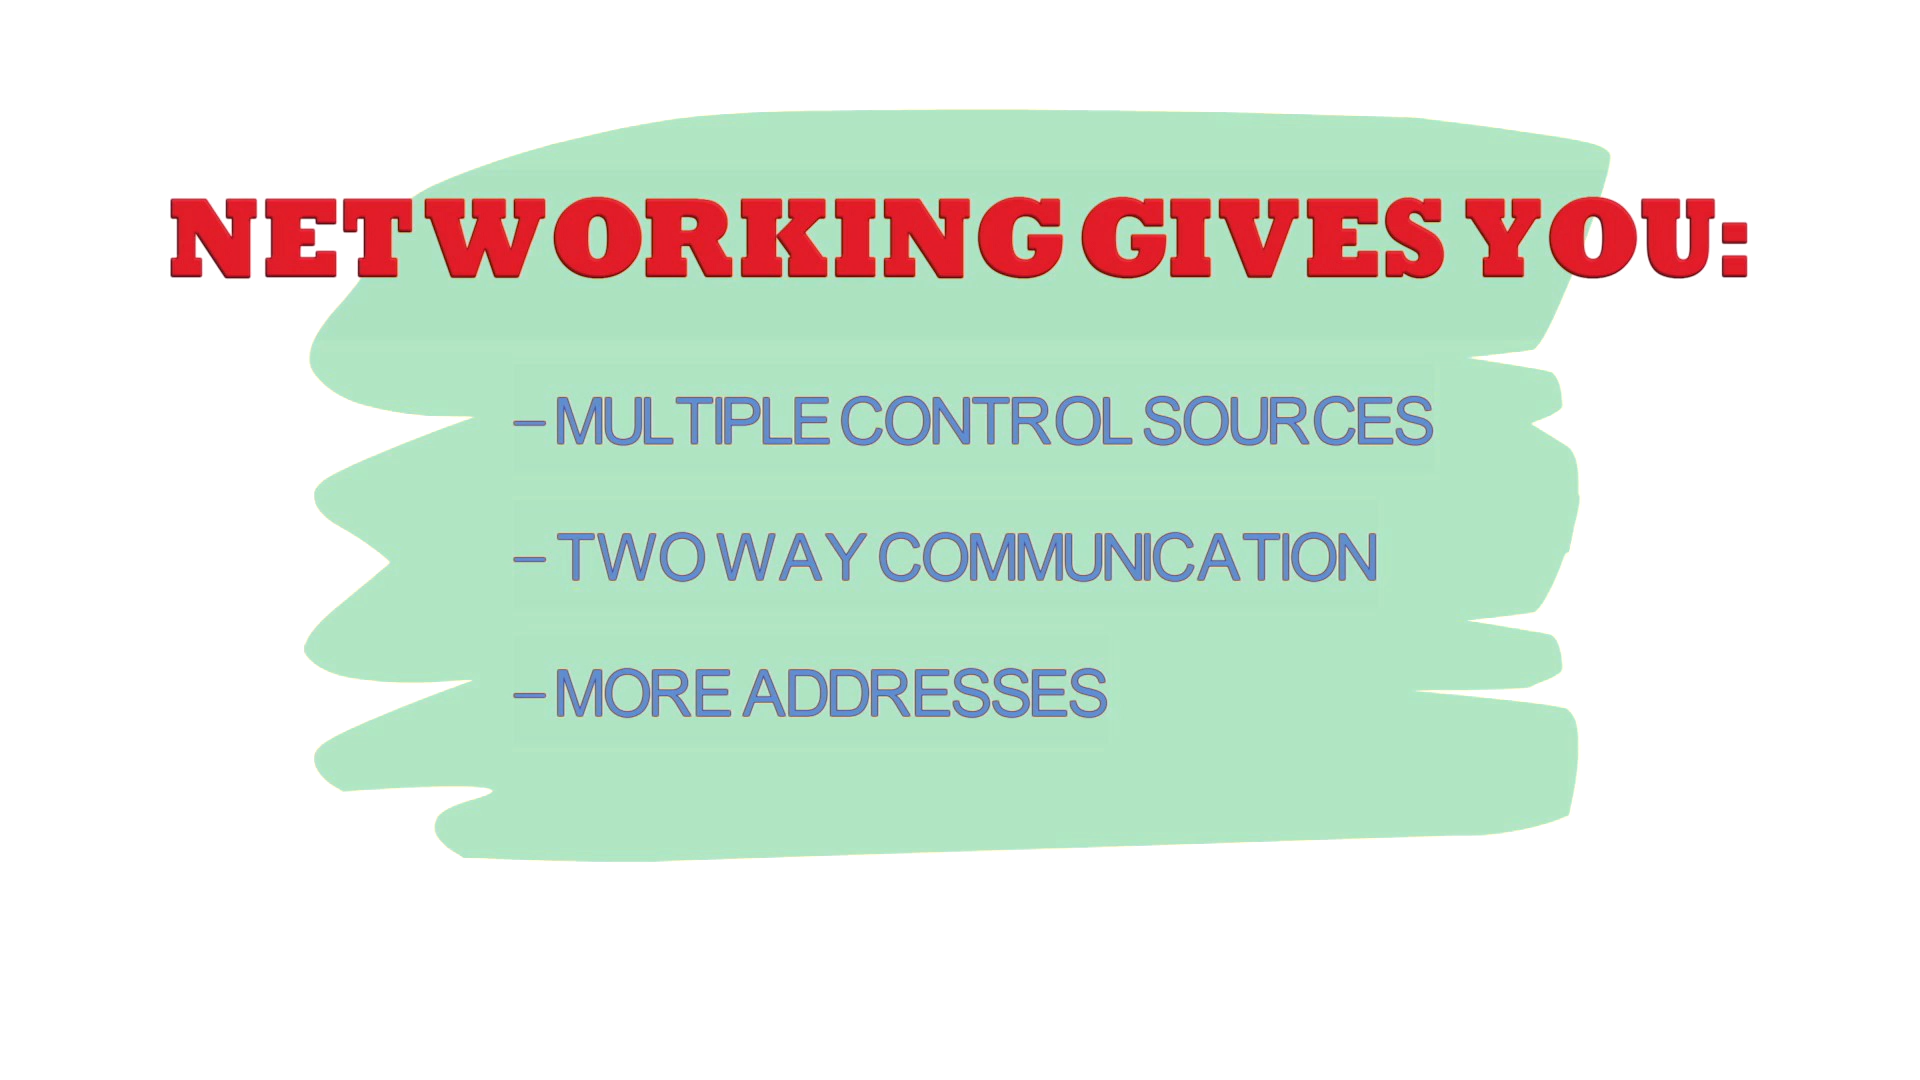 NETWORKING GIVES YOU:
– MULTIPLE CONTROL SOURCES
– TWO WAY COMMUNICATION
– MORE ADDRESSES